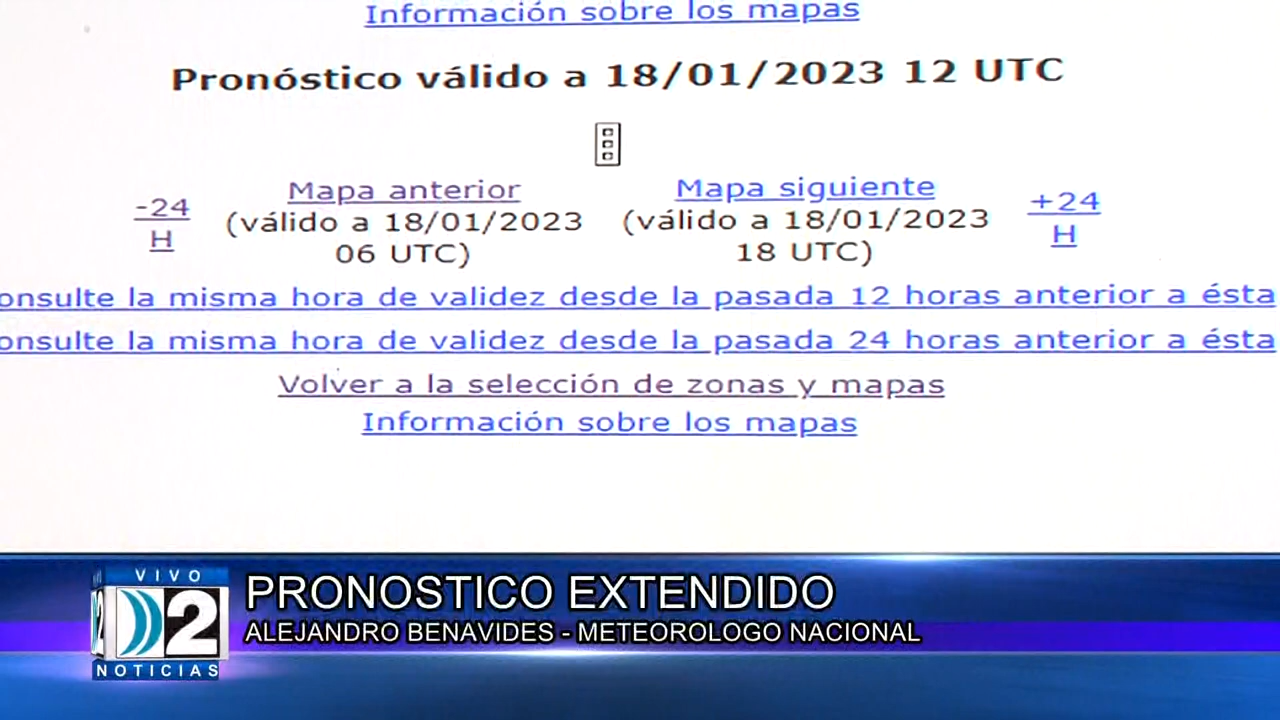 Información sobre los mapas
Pronóstico válido a 18/01/2023 12 UTC
-24 H
Mapa anterior
(válido a 18/01/2023
06 UTC)
Mapa siguiente
(válido a 18/01/2023
18 UTC)
+24 H
onsulte la misma hora de validez desde la pasada 12 horas anterior a ésta
onsulte la misma hora de validez desde la pasada 24 horas anterior a ésta
Volver a la selección de zonas y mapas
Información sobre los mapas
VIVO
2
NOTICIAS
PRONOSTICO EXTENDIDO
ALEJANDRO BENAVIDES - METEOROLOGO NACIONAL